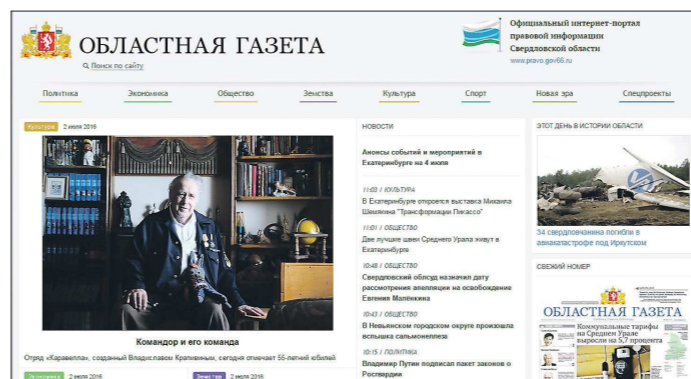 ОБЛАСТНАЯ ГАЗЕТА
Поиск по сайту
Официальный интернет-портал
правовой информации
Свердловской области
www.pravo.gov66.ru
Политика
Экономика
Общество
Земства
Культура
Спорт
Новая эра
Спецпроекты
Культура 2 июля 2016
Командор и его команда
Отряд «Каравелла», созданный Владиславом Крапивиным, сегодня отмечает 55-летний юбилей
Экономика 2 июля 2016
Земства 2 июля 2016
НОВОСТИ
Анонсы событий и мероприятий в
Екатеринбурге на 4 июля
11:03 / КУЛЬТУРА
В Екатеринбурге откроется выставка Михаила
Шемякина "Трансформации Пикассо"
11:01 / ОБЩЕСТВО
Две лучшие швеи Среднего Урала живут в
Екатеринбурге
10:48 / ОБЩЕСТВО
Свердловский облсуд назначил дату
рассмотрения апелляции на освобождение
Евгения Малёнкина
10:43 / ОБЩЕСТВО
В Невьянском городском округе произошла
вспышка сальмонеллеза
10:15 / ПОЛИТИКА
Владимир Путин подписал пакет законов о
Росгвардии
ЭТОТ ДЕНЬ В ИСТОРИИ ОБЛАСТИ
34 свердловчанина погибли в
авиакатастрофе под Иркутском
СВЕЖИЙ НОМЕР
ОБЛАСТНАЯ ГАЗЕТА
Коммунальные тарифы
на Среднем Урале
выросли на 5,7 процента